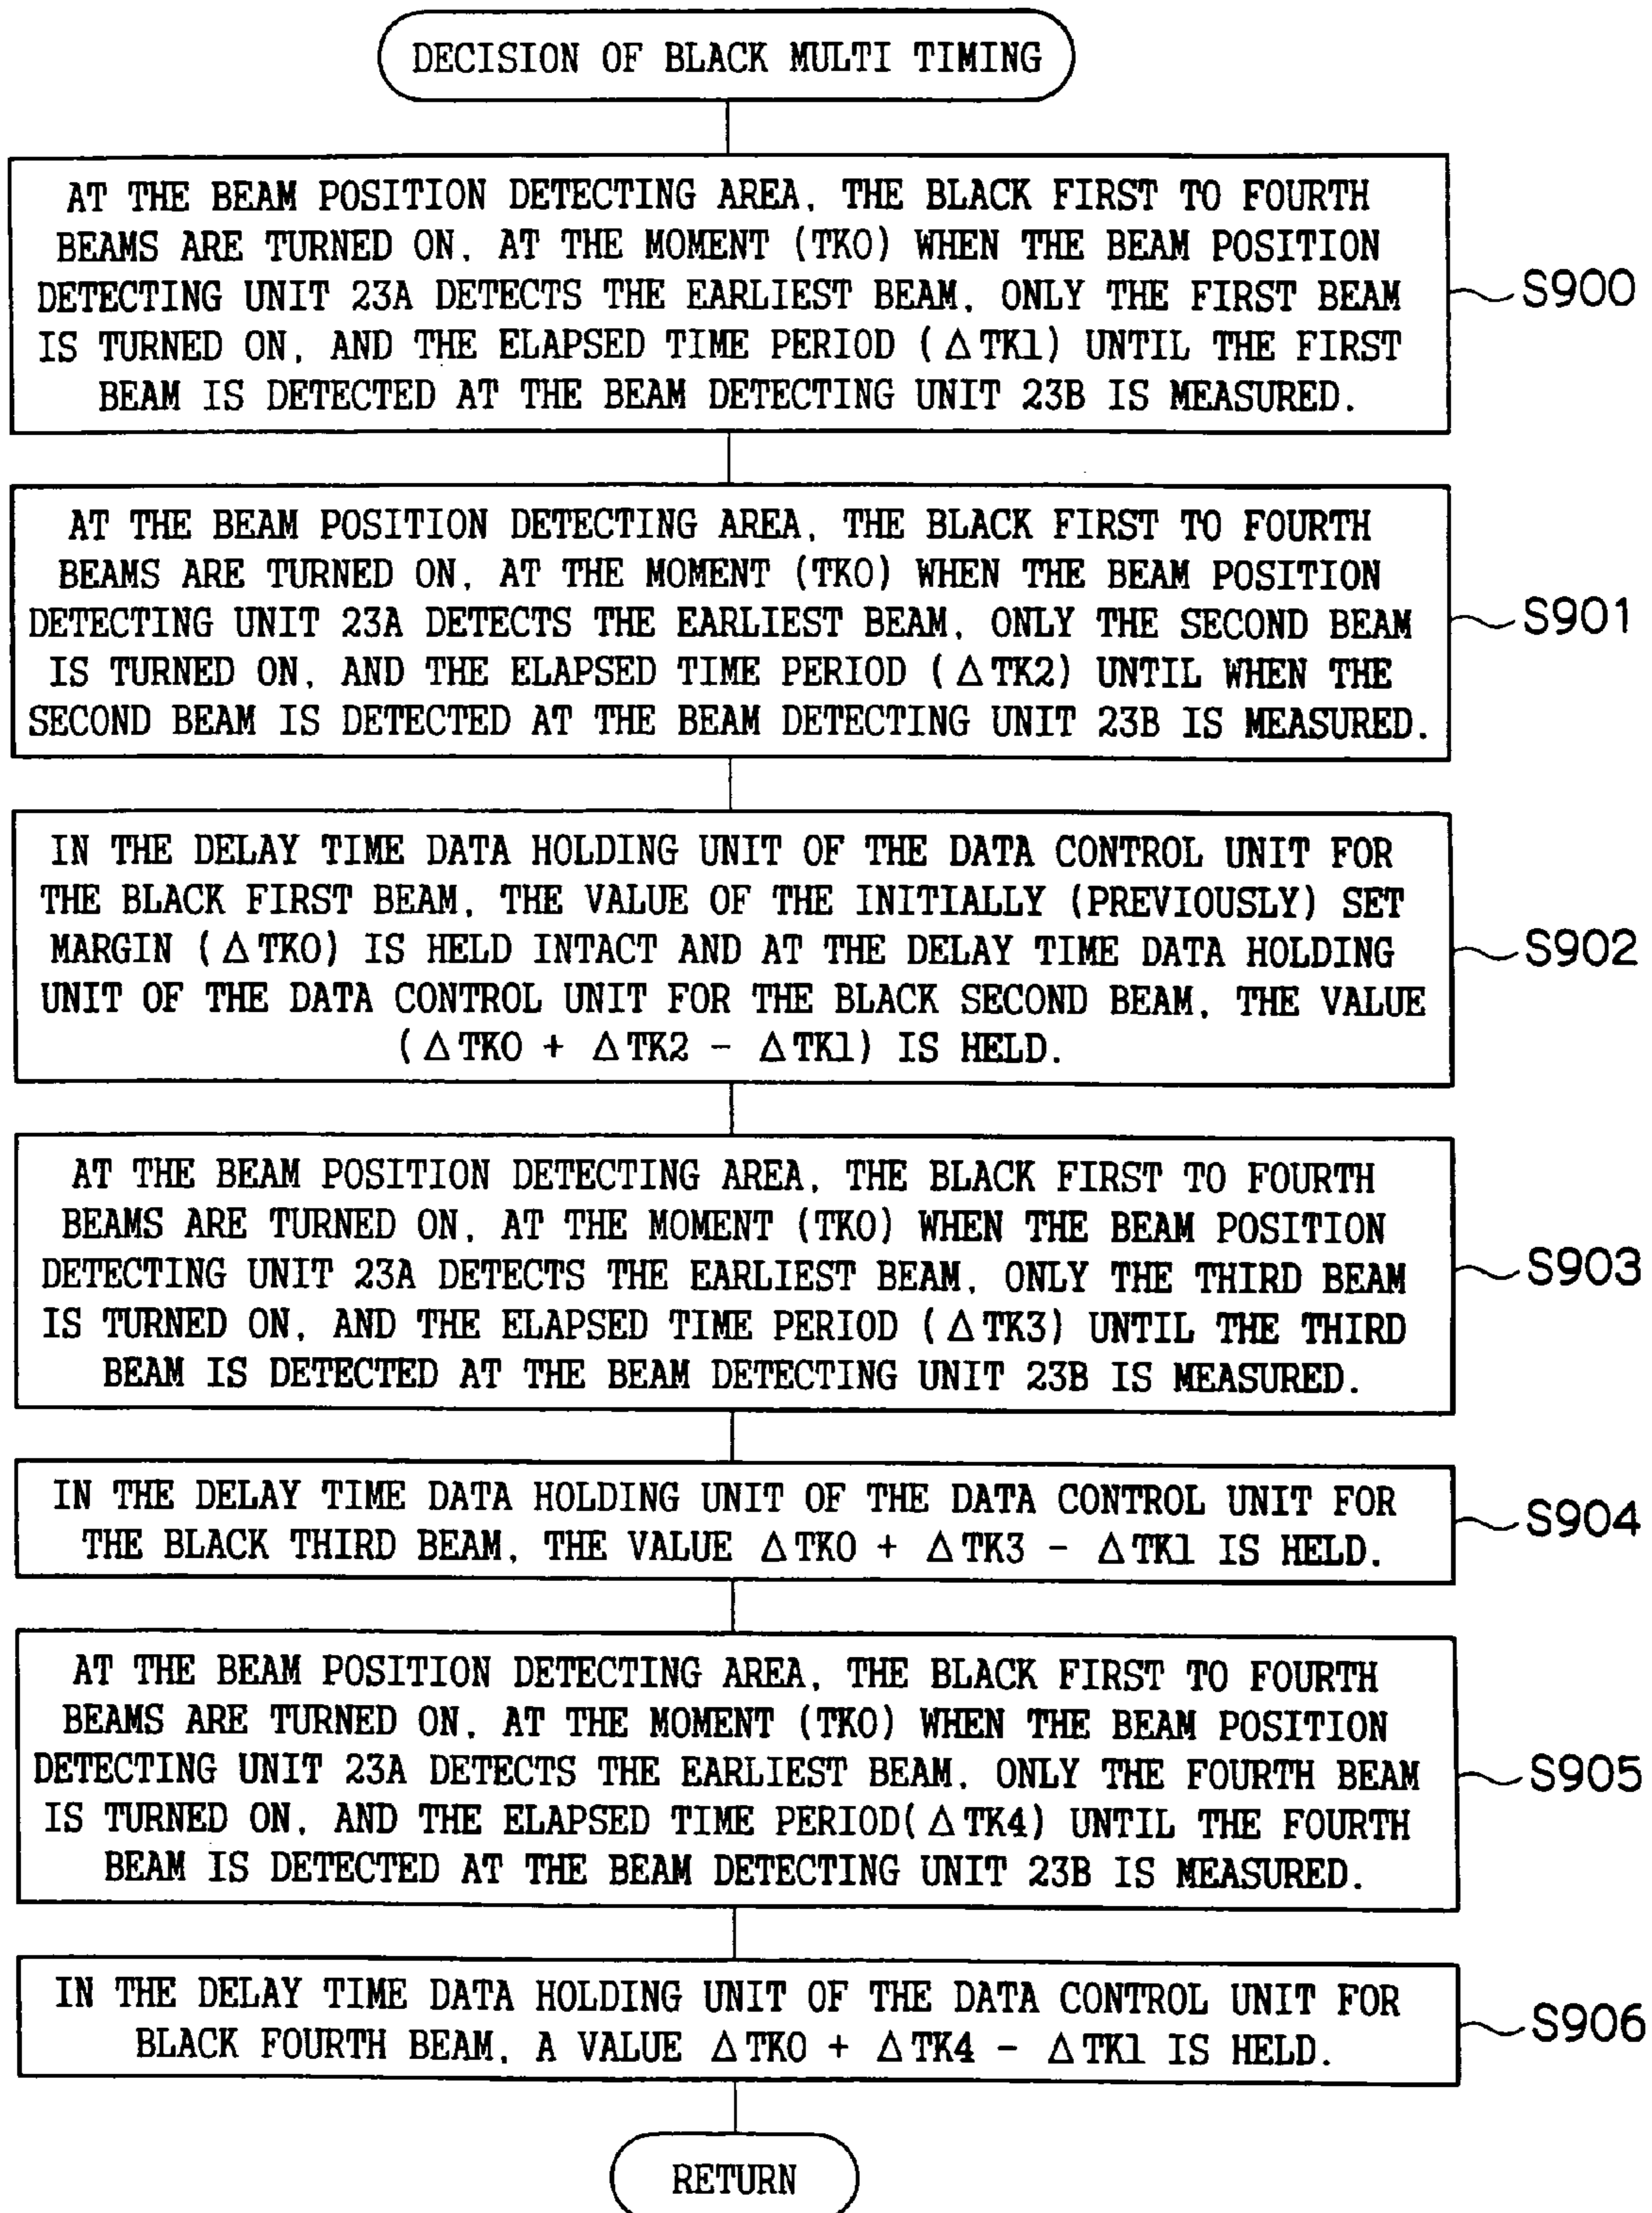 DECISION OF BLACK MULTI TIMING
AT THE BEAM POSITION DETECTING AREA, THE BLACK FIRST TO FOURTH
BEAMS ARE TURNED ON, AT THE MOMENT (TK0) WHEN THE BEAM POSITION
DETECTING UNIT 23A DETECTS THE EARLIEST BEAM, ONLY THE FIRST BEAM
IS TURNED ON, AND THE ELAPSED TIME PERIOD (ΔTK1) UNTIL THE FIRST
BEAM IS DETECTED AT THE BEAM DETECTING UNIT 23B IS MEASURED.
S900
AT THE BEAM POSITION DETECTING AREA, THE BLACK FIRST TO FOURTH
BEAMS ARE TURNED ON, AT THE MOMENT (TK0) WHEN THE BEAM POSITION
DETECTING UNIT 23A DETECTS THE EARLIEST BEAM, ONLY THE SECOND BEAM
IS TURNED ON, AND THE ELAPSED TIME PERIOD (ΔTK2) UNTIL WHEN THE
SECOND BEAM IS DETECTED AT THE BEAM DETECTING UNIT 23B IS MEASURED.
S901
IN THE DELAY TIME DATA HOLDING UNIT OF THE DATA CONTROL UNIT FOR
THE BLACK FIRST BEAM, THE VALUE OF THE INITIALLY (PREVIOUSLY) SET
MARGIN (ΔTK0) IS HELD INTACT AND AT THE DELAY TIME DATA HOLDING
UNIT OF THE DATA CONTROL UNIT FOR THE BLACK SECOND BEAM, THE VALUE
(ΔTK0 + ΔTK2 - ΔTK1) IS HELD.
S902
AT THE BEAM POSITION DETECTING AREA, THE BLACK FIRST TO FOURTH
BEAMS ARE TURNED ON, AT THE MOMENT (TK0) WHEN THE BEAM POSITION
DETECTING UNIT 23A DETECTS THE EARLIEST BEAM, ONLY THE THIRD BEAM
IS TURNED ON, AND THE ELAPSED TIME PERIOD (ΔTK3) UNTIL THE THIRD
BEAM IS DETECTED AT THE BEAM DETECTING UNIT 23B IS MEASURED.
S903
IN THE DELAY TIME DATA HOLDING UNIT OF THE DATA CONTROL UNIT FOR
THE BLACK THIRD BEAM, THE VALUE ΔTK0 + ΔTK3 - ΔTK1 IS HELD.
S904
AT THE BEAM POSITION DETECTING AREA, THE BLACK FIRST TO FOURTH
BEAMS ARE TURNED ON, AT THE MOMENT (TK0) WHEN THE BEAM POSITION
DETECTING UNIT 23A DETECTS THE EARLIEST BEAM, ONLY THE FOURTH BEAM
IS TURNED ON, AND THE ELAPSED TIME PERIOD(ΔTK4) UNTIL THE FOURTH
BEAM IS DETECTED AT THE BEAM DETECTING UNIT 23B IS MEASURED.
S905
IN THE DELAY TIME DATA HOLDING UNIT OF THE DATA CONTROL UNIT FOR
BLACK FOURTH BEAM, A VALUE ΔTK0 + ΔTK4 - ΔTK1 IS HELD.
S906
RETURN